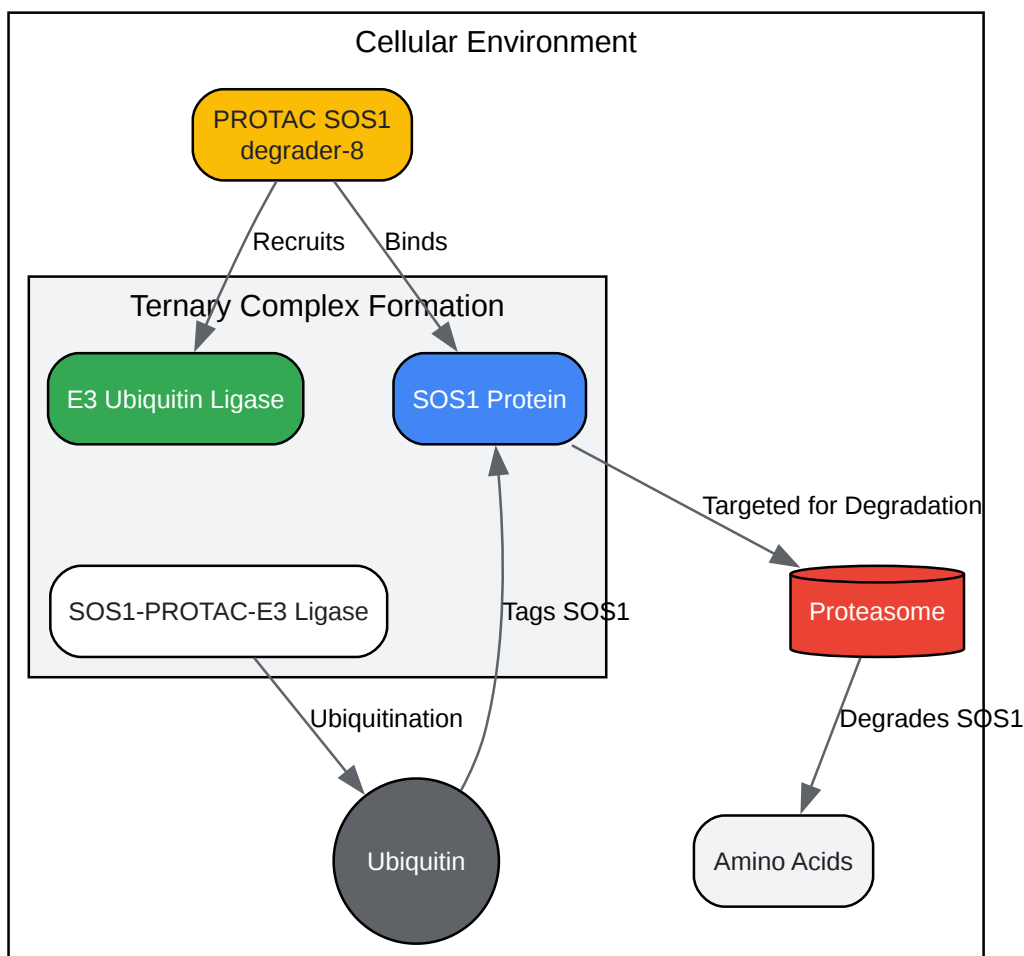 Cellular Environment
PROTAC SOS1
degrader-8
Recruits
Binds
Ternary Complex Formation
E3 Ubiquitin Ligase
SOS1 Protein
Targeted for Degradation
SOS1-PROTAC-E3 Ligase
Tags SOS1
Proteasome
Ubiquitination
Degrades SOS1
Ubiquitin
Amino Acids